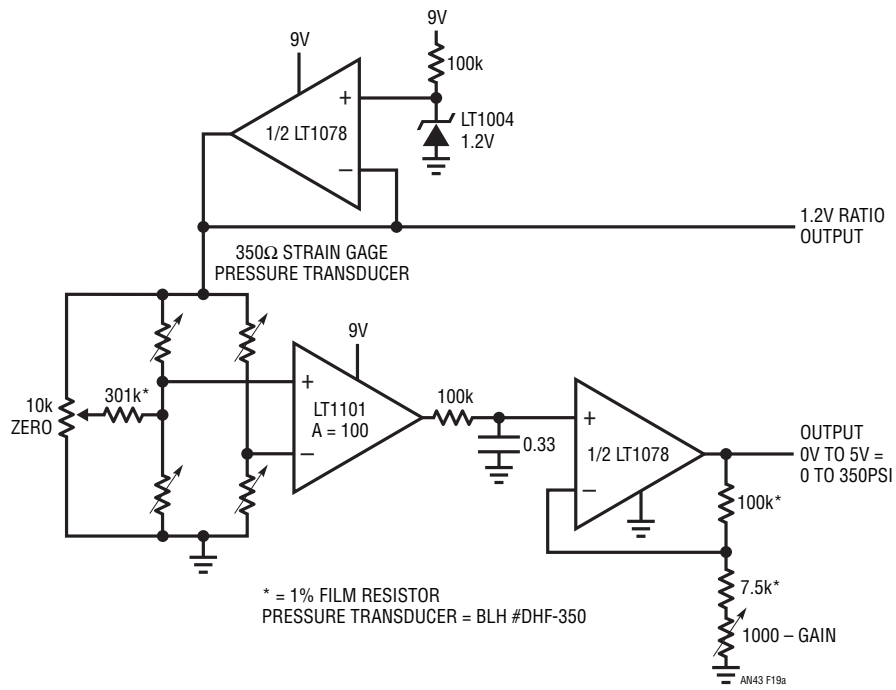 9V
9V
100k
+
1/2 LT1078
LT1004
1.2V
−
1.2V RATIO
OUTPUT
350Ω STRAIN GAGE
PRESSURE TRANSDUCER
9V
10k
ZERO
301k*
+
LT1101
A = 100
−
100k
0.33
+
1/2 LT1078
−
OUTPUT
0V TO 5V =
0 TO 350PSI
100k*
7.5k*
1000 – GAIN
* = 1% FILM RESISTOR
PRESSURE TRANSDUCER = BLH #DHF-350
AN43 F19a